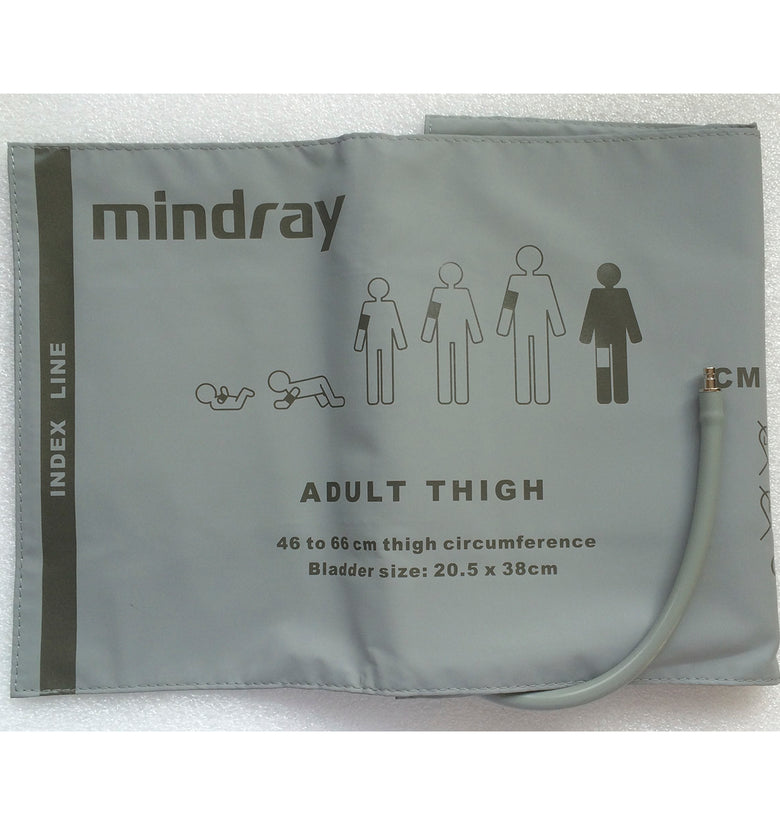 mindray
INDEX LINE
CM
ADULT THIGH
46 to 66 cm thigh circumference
Bladder size: 20.5 x 38cm